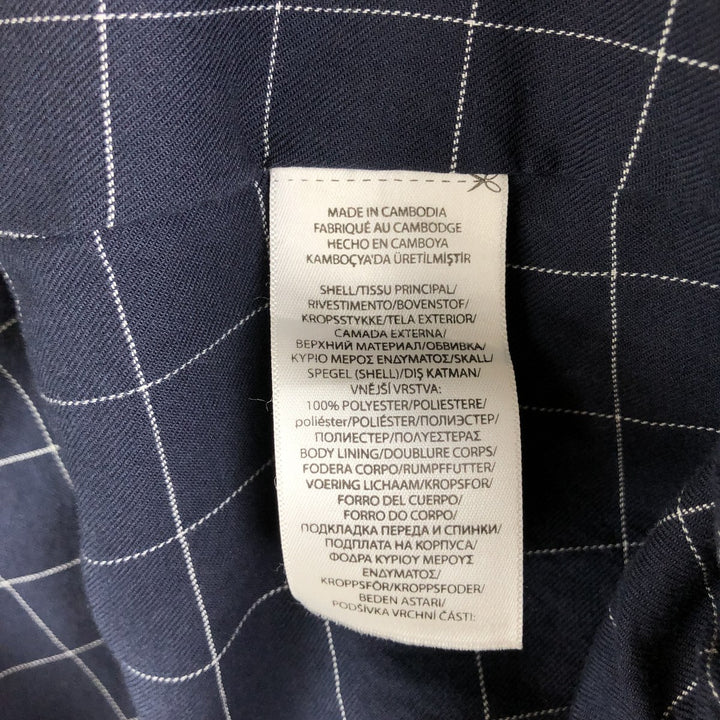 MADE IN CAMBODIA
FABRIQUÉ AU CAMBODGE
HECHO EN CAMBOYA
KAMBOÇYA'DA ÜRETİLMİŞTİR
SHELL/TISSU PRINCIPAL/
RIVESTIMENTO/BOVENSTOF/
KROPSSTYKKE/TELA EXTERIOR/
CAMADA EXTERNA/
ВЕРХНИЙ МАТЕРИАЛ/ОБВИВКА/
ΚΥΡΙΟ ΜΕΡΟΣ ΕΝΔΥΜΑΤΟΣ/SKALL/
SPEGEL (SHELL)/DIŞ KATMAN/
VNĚJŠÍ VRSTVA:
100% POLYESTER/POLIESTERE/
poliéster/POLIÉSTER/ПОЛИЭСТЕР/
ПОЛИЕСТЕР/ΠΟΛΥΕΣΤΕΡΑΣ
BODY LINING/DOUBLURE CORPS/
FODERA CORPO/RUMPFFUTTER/
VOERING LICHAAM/KROPSFOR/
FORRO DEL CUERPO/
FORRO DO CORPO/
ПОДКЛАДКА ПЕРЕДА И СПИНКИ/
ПОДПЛАТА НА КОРПУСА/
ΦΟΔΡΑ ΚΥΡΙΟΥ ΜΕΡΟΥΣ
ΕΝΔΥΜΑΤΟΣ/
KROPPSFÖR/KROPPSFODER/
BEDEN ASTARI/
PODŠÍVKA VRCHNÍ ČÁSTI: